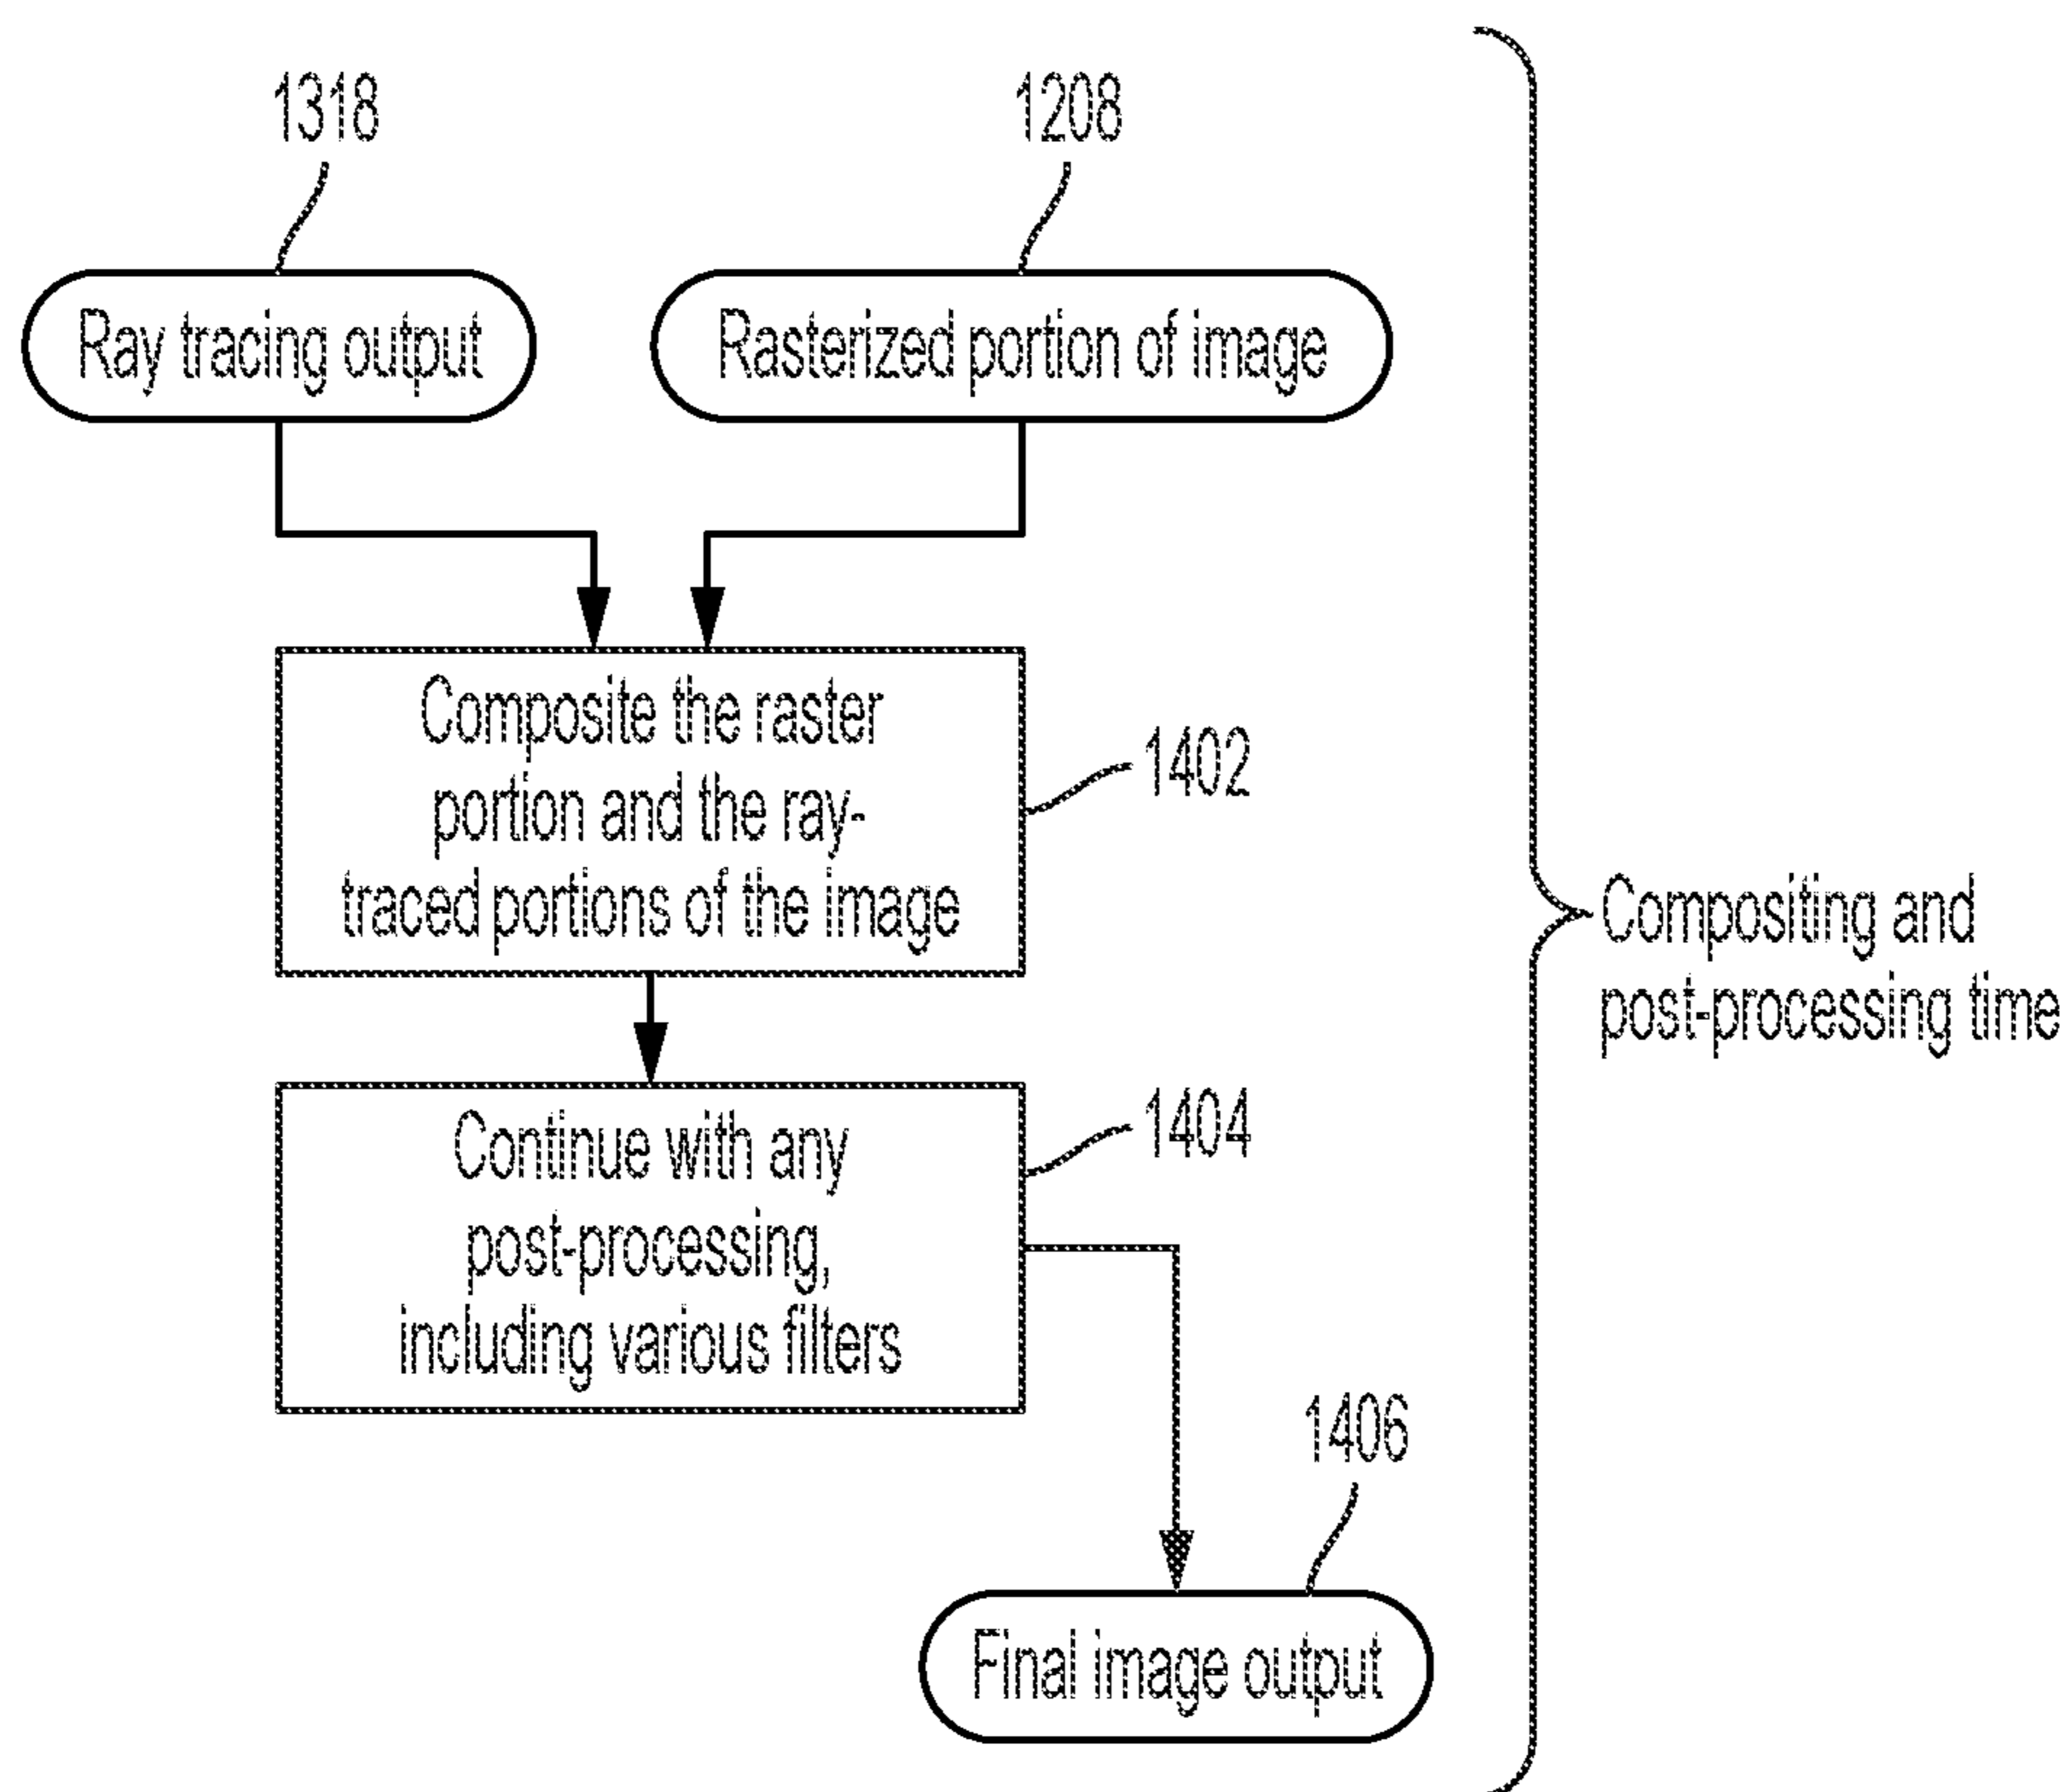 1318
1208
Ray tracing output
Rasterized portion of image
Composite the raster
portion and the ray-
traced portions of the image
1402
Compositing and
post-processing time
Continue with any
post-processing,
including various filters
1404
1406
Final image output